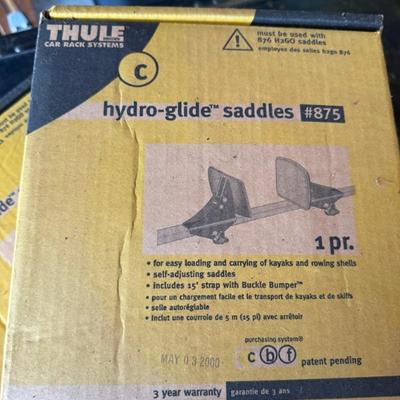 THULE
CAR RACK SYSTEMS
must be used with
876 H2GO saddles
employez des selles H2go 876
c
hydro-glide™ saddles #875
1 pr.
• for easy loading and carrying of kayaks and rowing shells
• self-adjusting saddles
• includes 15' strap with Buckle Bumper™
• pour un chargement facile et le transport de kayaks et de skiffs
• selle autoréglable
• Inclut une courroie de 5 m (15 pi) avec arrêtoir
purchasing system®
c b f patent pending
MAY 03 2000
3 year warranty garantie de 3 ans